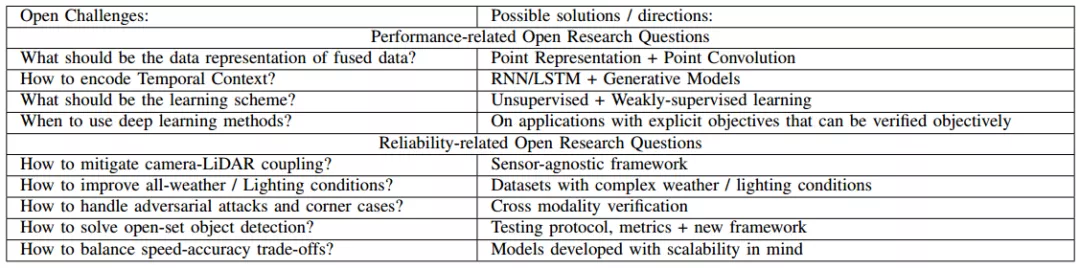 Open Challenges: Possible solutions / directions:
Performance-related Open Research Questions
What should be the data representation of fused data? Point Representation + Point Convolution
How to encode Temporal Context? RNN/LSTM + Generative Models
What should be the learning scheme? Unsupervised + Weakly-supervised learning
When to use deep learning methods? On applications with explicit objectives that can be verified objectively
Reliability-related Open Research Questions
How to mitigate camera-LiDAR coupling? Sensor-agnostic framework
How to improve all-weather / Lighting conditions? Datasets with complex weather / lighting conditions
How to handle adversarial attacks and corner cases? Cross modality verification
How to solve open-set object detection? Testing protocol, metrics + new framework
How to balance speed-accuracy trade-offs? Models developed with scalability in mind